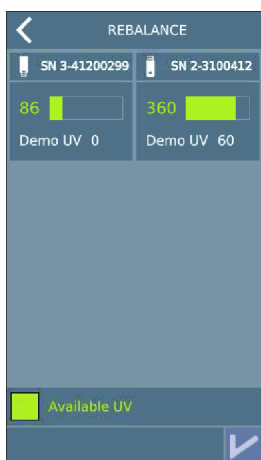 REBALANCE
SN 3-41200299
SN 2-3100412
86
360
Demo UV 0
Demo UV 60
Available UV